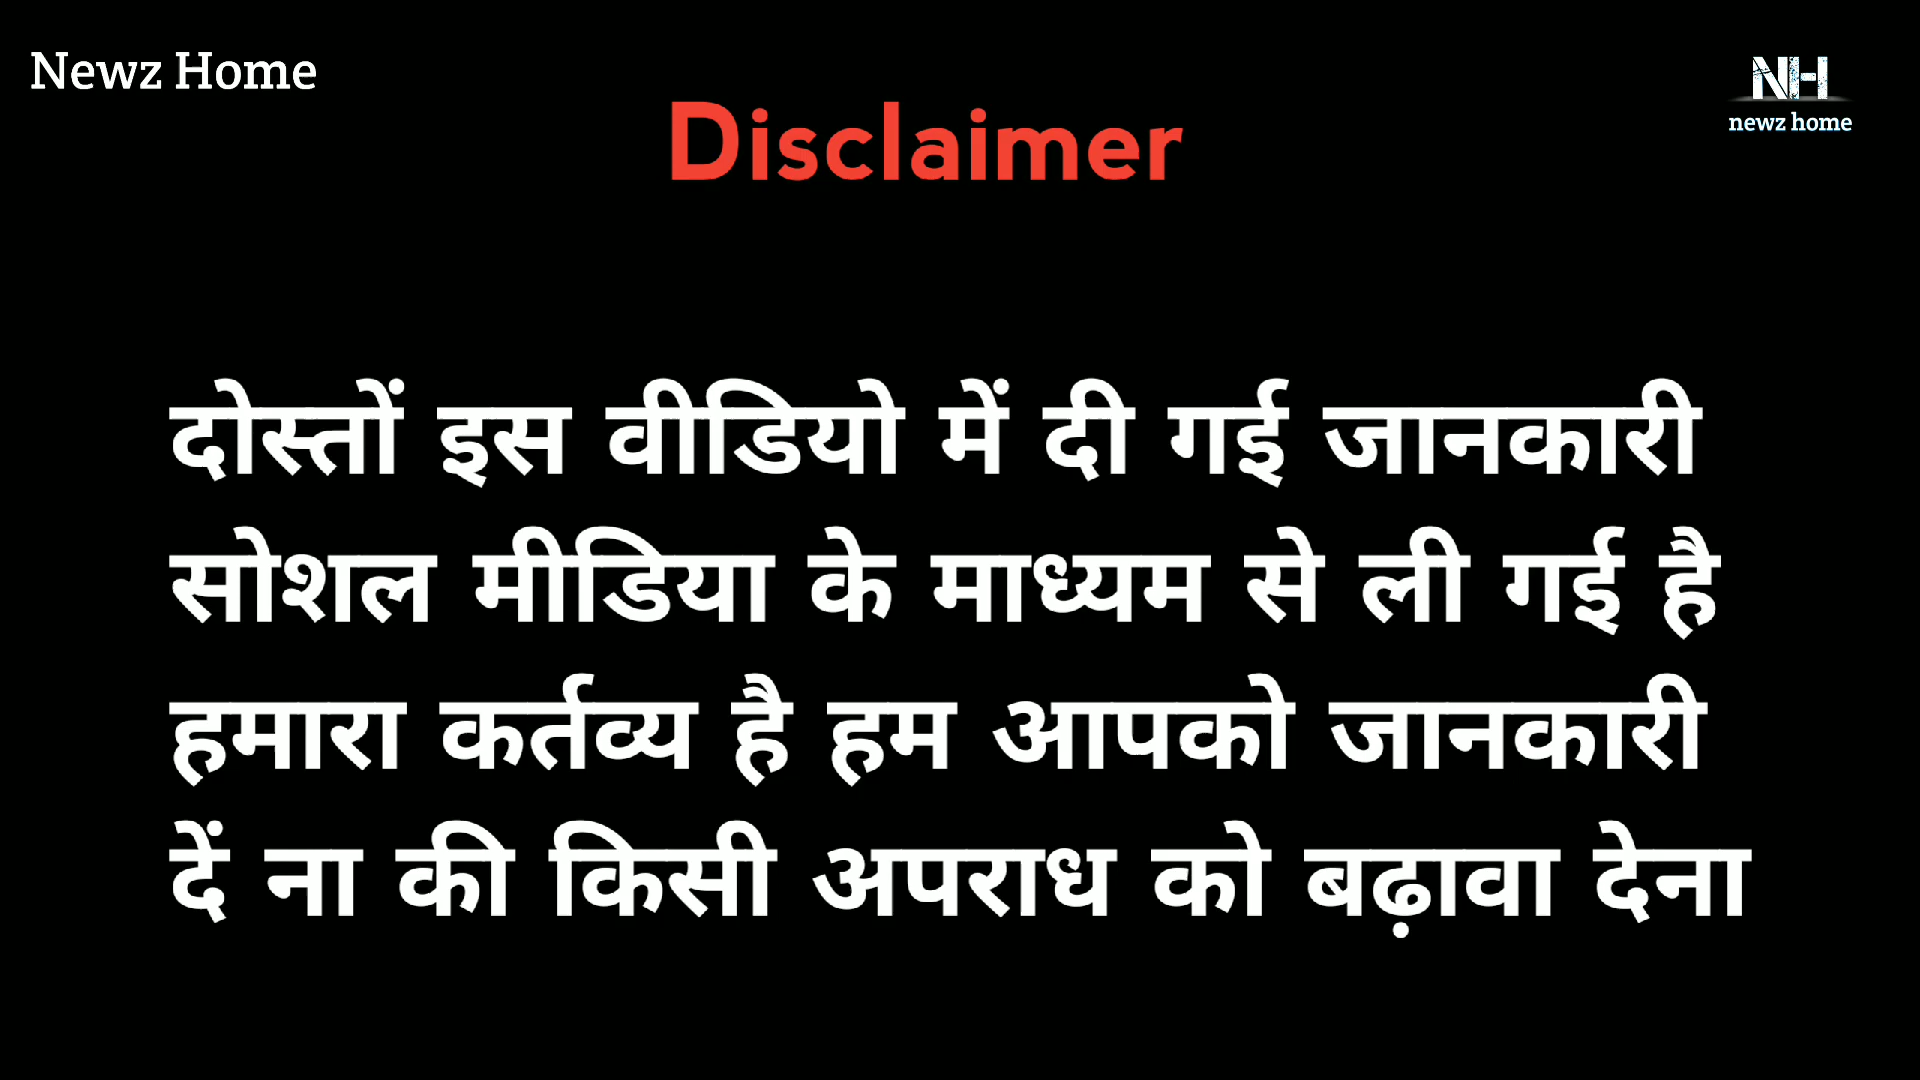 Newz Home
NH
newz home
Disclaimer
दोस्तों इस वीडियो में दी गई जानकारी
सोशल मीडिया के माध्यम से ली गई है
हमारा कर्तव्य है हम आपको जानकारी
दें ना की किसी अपराध को बढ़ावा देना